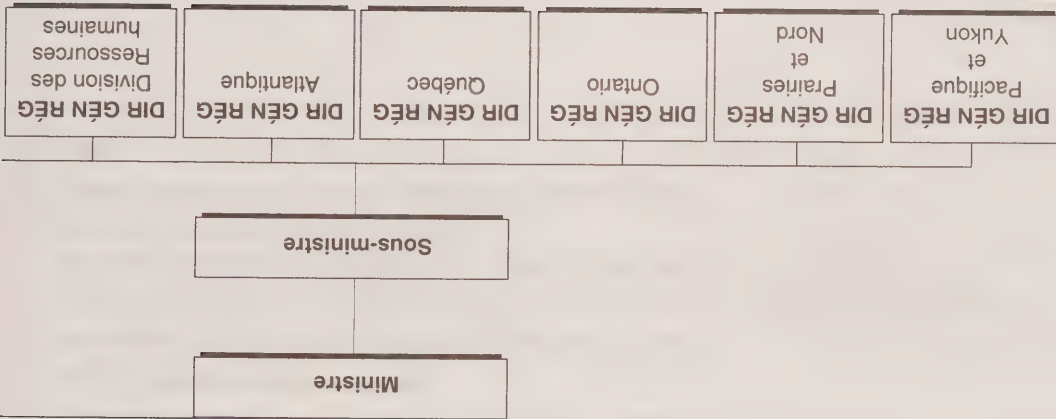 Ministre
Sous-ministre
DIR GÉN RÉG
Pacifique
et
Yukon
DIR GÉN RÉG
Prairies
et
Nord
DIR GÉN RÉG
Ontario
DIR GÉN RÉG
Québec
DIR GÉN RÉG
Atlantique
DIR GÉN RÉG
Division des
Ressources
humaines